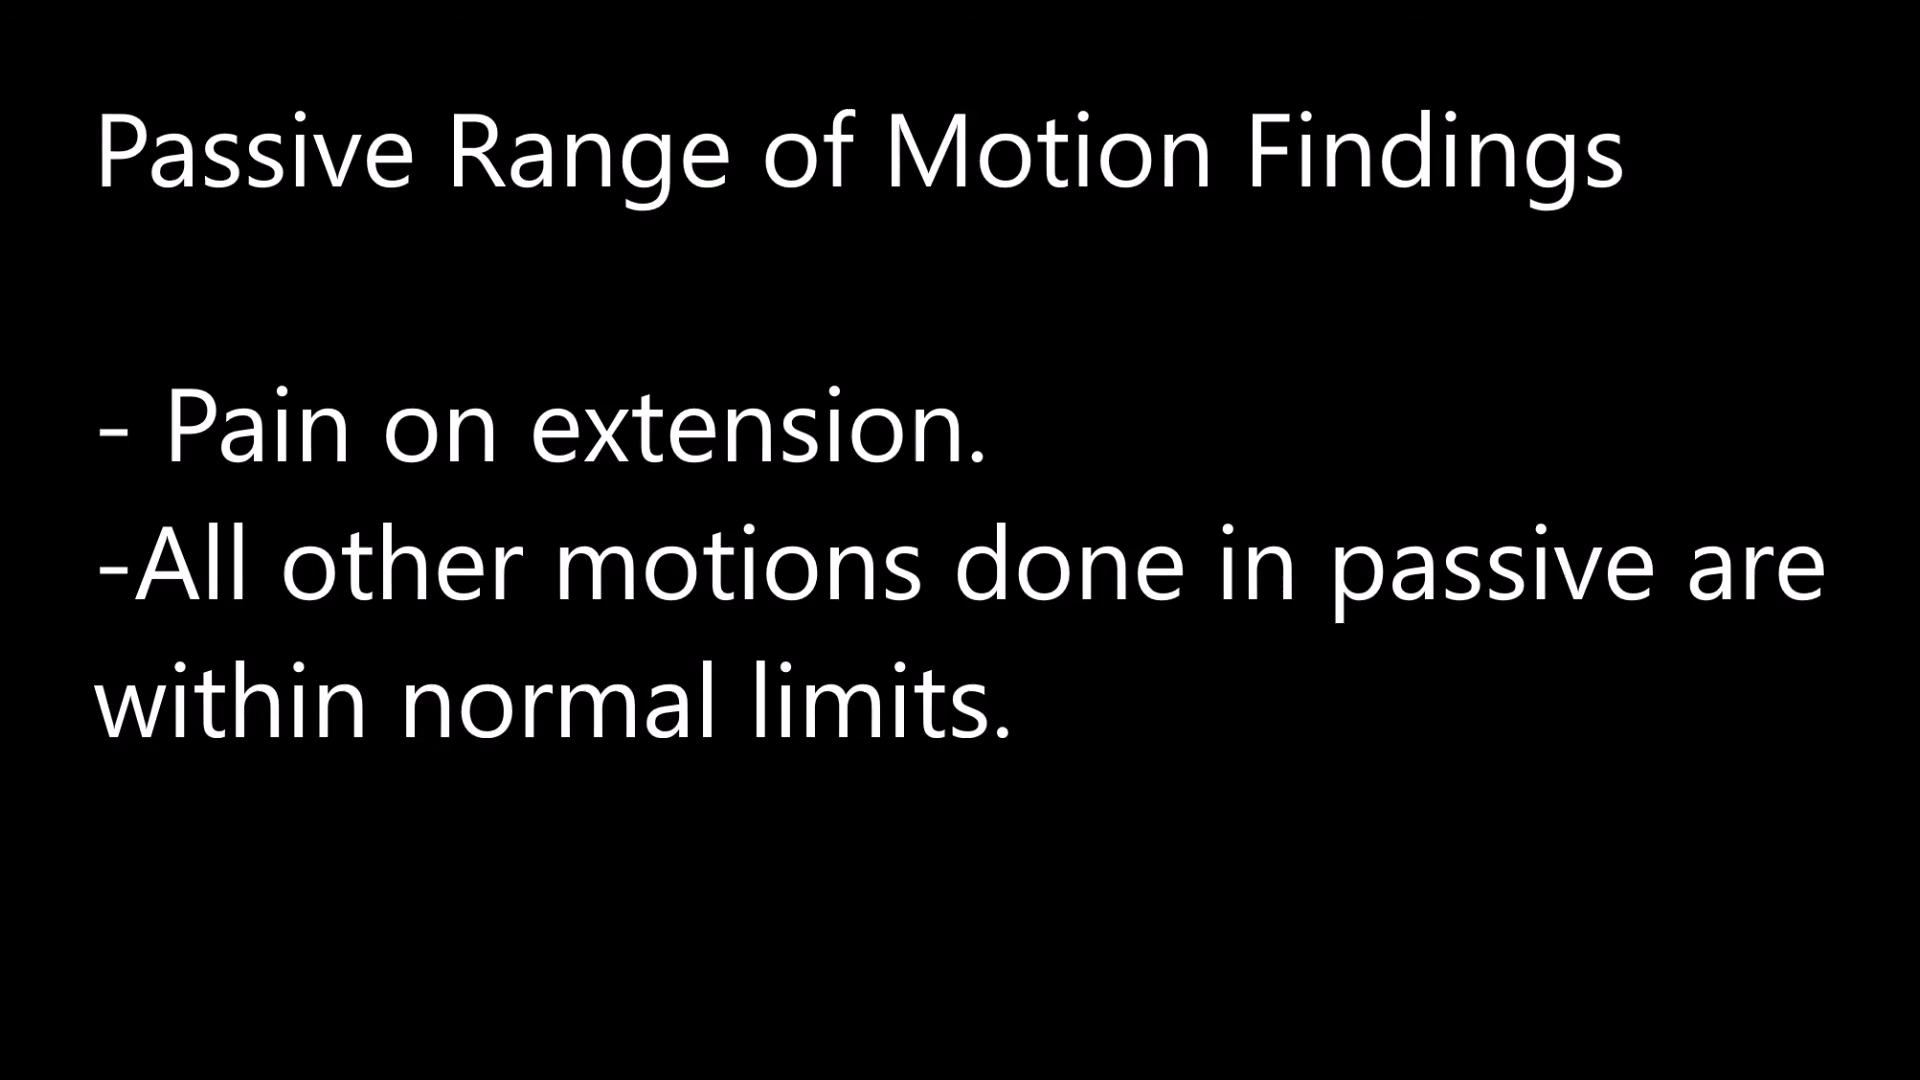 Passive Range of Motion Findings
- Pain on extension.
-All other motions done in passive are
within normal limits.